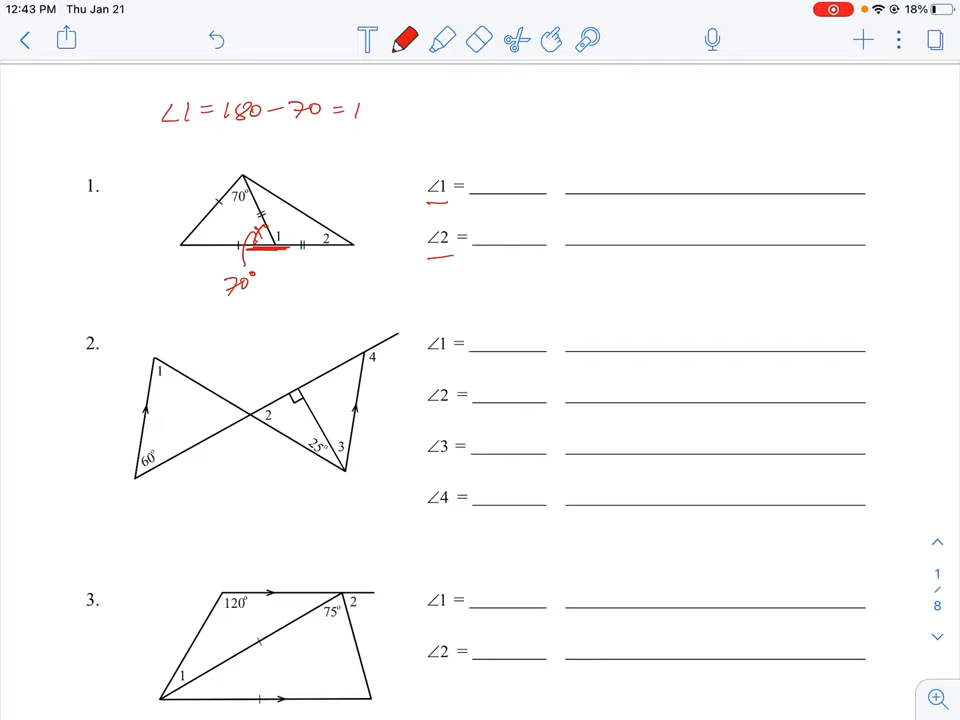 12:43 PM Thu Jan 21 18%
∠1 = 180 - 70 = 1
1. 70° 1 2 ∠1 =
∠2 =
70°
2. 1 4 ∠1 =
60° 2 ∠2 =
25° 3 ∠3 =
∠4 =
1
/
8
3. 120° 75° 2 ∠1 =
1 ∠2 =